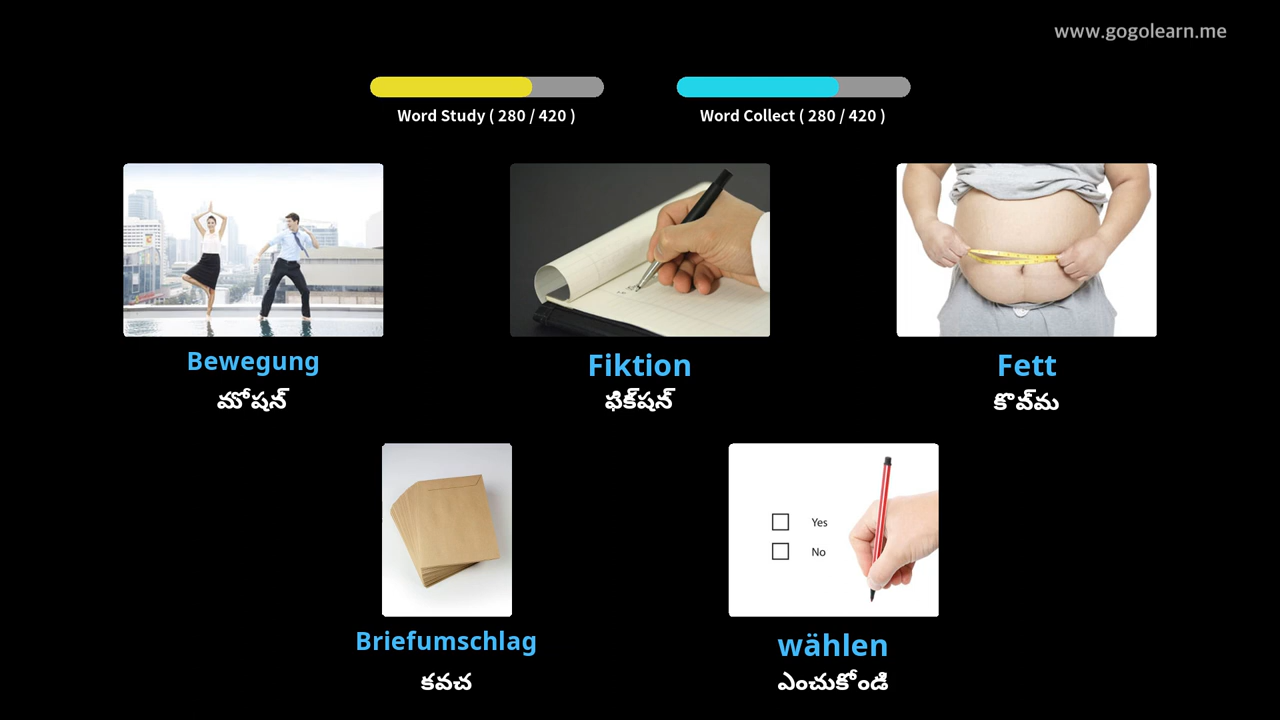 www.gogolearn.me
Word Study ( 280 / 420 )
Word Collect ( 280 / 420 )
Bewegung
Fiktion
Fett
మోషన్
ఫిక్‌షన్
కొవ్‌మ
Yes
No
Briefumschlag
wählen
కవచ
ఎంచుకోండి